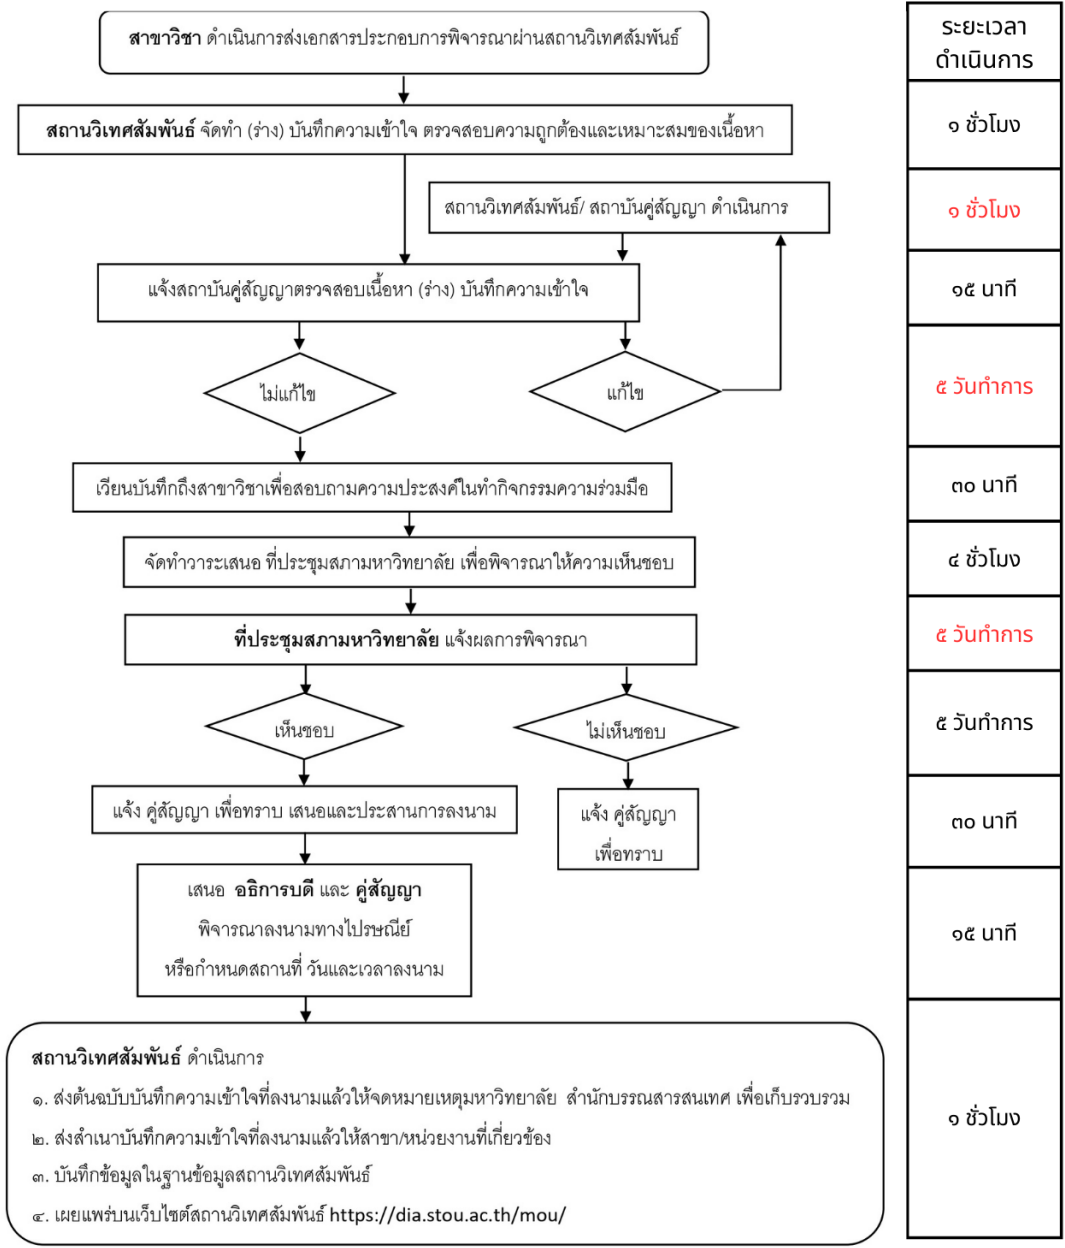 สาขาวิชา ดำเนินการส่งเอกสารประกอบการพิจารณาผ่านสถานวิเทศสัมพันธ์
ระยะเวลา
ดำเนินการ
สถานวิเทศสัมพันธ์ จัดทำ (ร่าง) บันทึกความเข้าใจ ตรวจสอบความถูกต้องและเหมาะสมของเนื้อหา
๑ ชั่วโมง
สถานวิเทศสัมพันธ์/ สถาบันคู่สัญญา ดำเนินการ
๑ ชั่วโมง
แจ้งสถาบันคู่สัญญาตรวจสอบเนื้อหา (ร่าง) บันทึกความเข้าใจ
๑๕ นาที
ไม่แก้ไข
แก้ไข
๕ วันทำการ
เวียนบันทึกถึงสาขาวิชาเพื่อสอบถามความประสงค์ในทำกิจกรรมความร่วมมือ
๓๐ นาที
จัดทำวาระเสนอ ที่ประชุมสภามหาวิทยาลัย เพื่อพิจารณาให้ความเห็นชอบ
๔ ชั่วโมง
ที่ประชุมสภามหาวิทยาลัย แจ้งผลการพิจารณา
๕ วันทำการ
เห็นชอบ
ไม่เห็นชอบ
๕ วันทำการ
แจ้ง คู่สัญญา เพื่อทราบ เสนอและประสานการลงนาม
แจ้ง คู่สัญญา
เพื่อทราบ
๓๐ นาที
เสนอ อธิการบดี และ คู่สัญญา
พิจารณาลงนามทางไปรษณีย์
หรือกำหนดสถานที่ วันและเวลาลงนาม
๑๕ นาที
สถานวิเทศสัมพันธ์ ดำเนินการ
๑. ส่งต้นฉบับบันทึกความเข้าใจที่ลงนามแล้วให้จดหมายเหตุมหาวิทยาลัย สำนักบรรณสารสนเทศ เพื่อเก็บรวบรวม
๒. ส่งสำเนาบันทึกความเข้าใจที่ลงนามแล้วให้สาขา/หน่วยงานที่เกี่ยวข้อง
๓. บันทึกข้อมูลในฐานข้อมูลสถานวิเทศสัมพันธ์
๔. เผยแพร่บนเว็บไซต์สถานวิเทศสัมพันธ์ https://dia.stou.ac.th/mou/
๑ ชั่วโมง